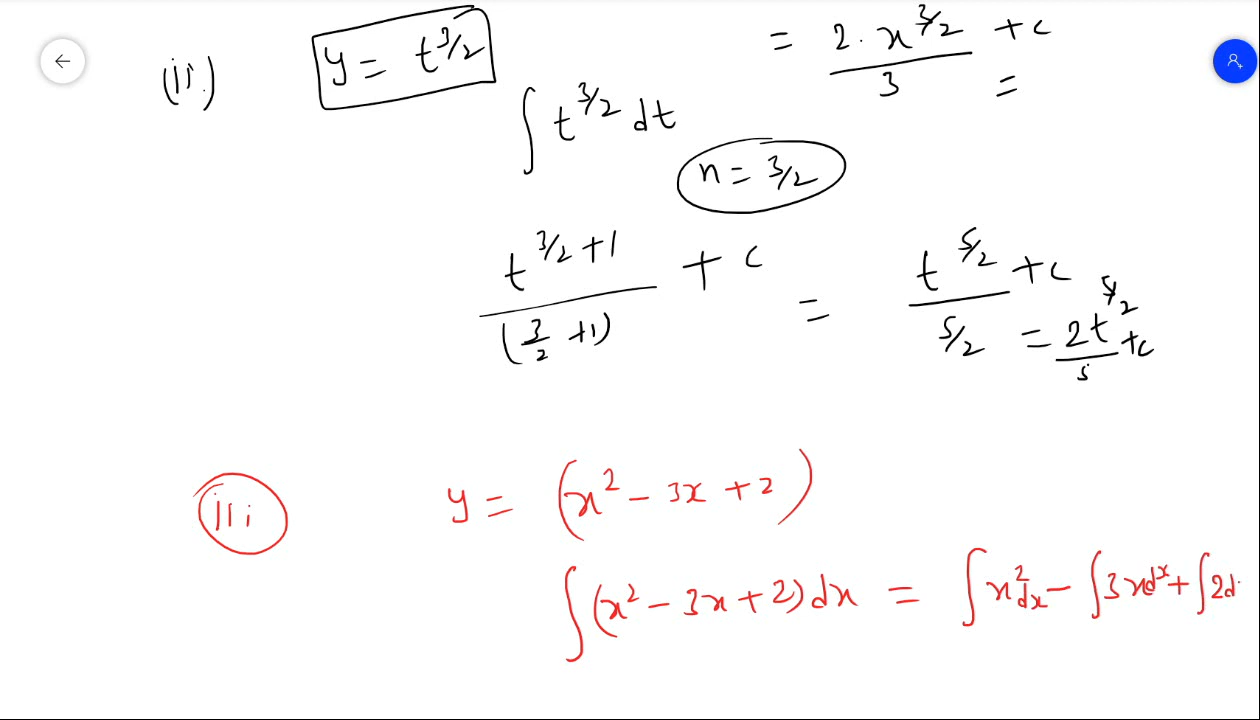 = 2·x^3/2 / 3 + c
=
(ii) y = t^3/2
∫ t^3/2 dt
n = 3/2
t^3/2+1 / (3/2 +1) + c = t^5/2 / 5/2 + c
= 2t^5/2 / 5 + c
iii y = (x² - 3x + 2)
∫(x² - 3x + 2) dx = ∫x² dx - ∫3x dx + ∫2d